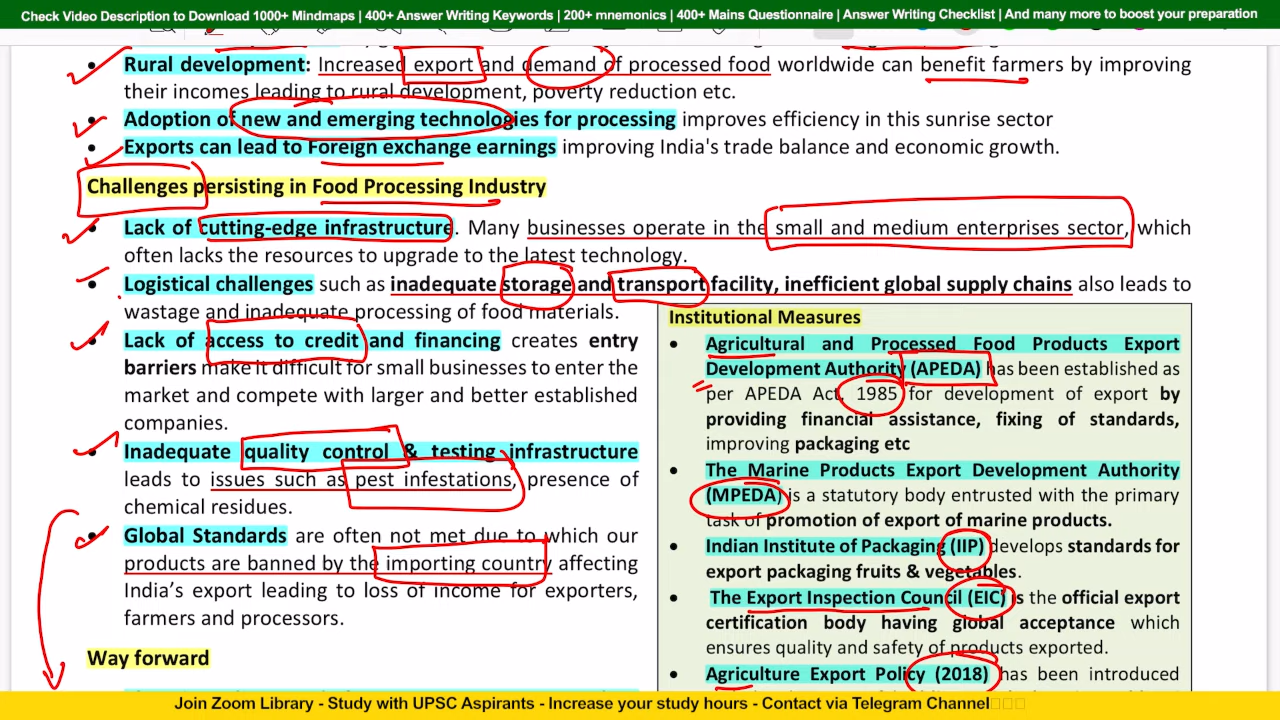 Check Video Description to Download 1000+ Mindmaps | 400+ Answer Writing Keywords | 200+ mnemonics | 400+ Mains Questionnaire | Answer Writing Checklist | And many more to boost your preparation
• Rural development: Increased export and demand of processed food worldwide can benefit farmers by improving
their incomes leading to rural development, poverty reduction etc.
• Adoption of new and emerging technologies for processing improves efficiency in this sunrise sector
• Exports can lead to Foreign exchange earnings improving India's trade balance and economic growth.
Challenges persisting in Food Processing Industry
• Lack of cutting-edge infrastructure. Many businesses operate in the small and medium enterprises sector, which
often lacks the resources to upgrade to the latest technology.
• Logistical challenges such as inadequate storage and transport facility, inefficient global supply chains also leads to
wastage and inadequate processing of food materials.
• Lack of access to credit and financing creates entry
barriers make it difficult for small businesses to enter the
market and compete with larger and better established
companies.
• Inadequate quality control & testing infrastructure
leads to issues such as pest infestations, presence of
chemical residues.
• Global Standards are often not met due to which our
products are banned by the importing country affecting
India's export leading to loss of income for exporters,
farmers and processors.
Way forward
Institutional Measures
• Agricultural and Processed Food Products Export
Development Authority (APEDA) has been established as
per APEDA Act, 1985 for development of export by
providing financial assistance, fixing of standards,
improving packaging etc
• The Marine Products Export Development Authority
(MPEDA) is a statutory body entrusted with the primary
task of promotion of export of marine products.
• Indian Institute of Packaging (IIP) develops standards for
export packaging fruits & vegetables.
• The Export Inspection Council (EIC) is the official export
certification body having global acceptance which
ensures quality and safety of products exported.
• Agriculture Export Policy (2018) has been introduced
Join Zoom Library - Study with UPSC Aspirants - Increase your study hours - Contact via Telegram Channel